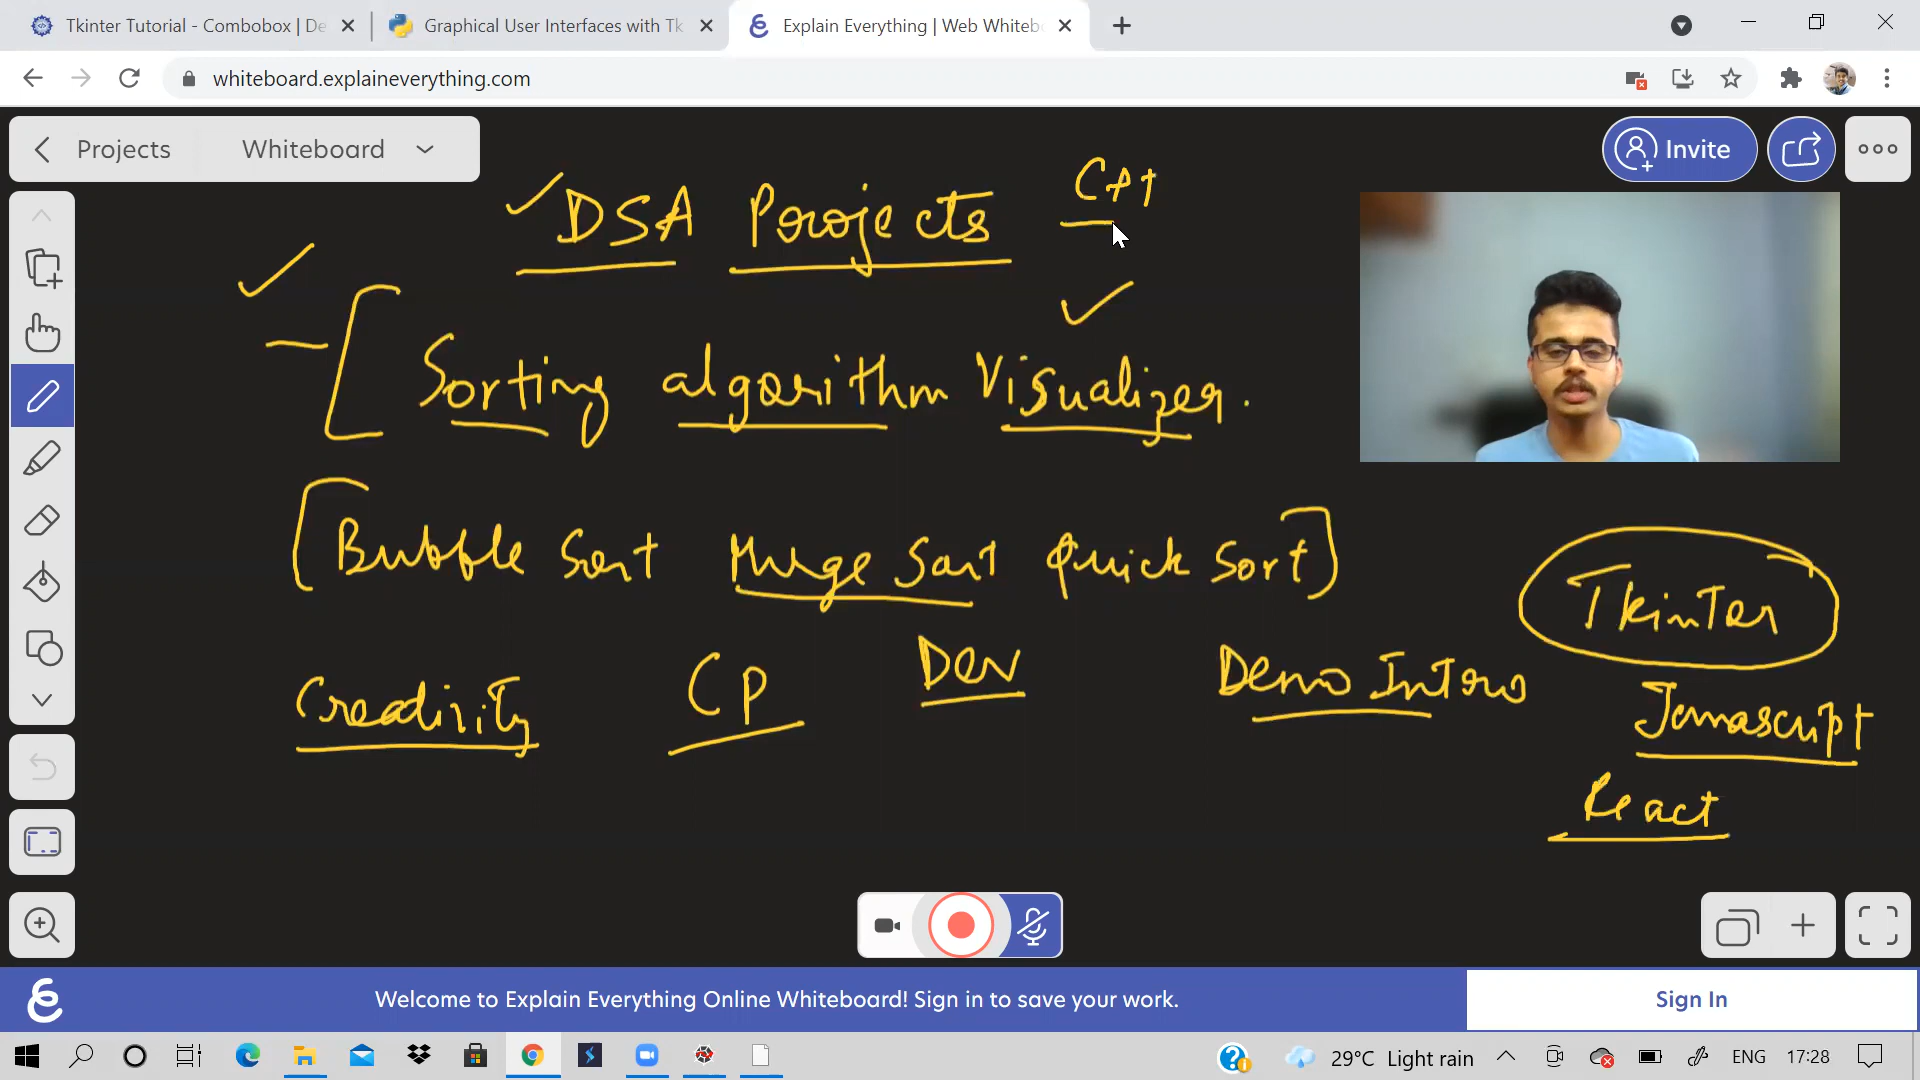 Tkinter Tutorial - Combobox | De
Graphical User Interfaces with Tk
Explain Everything | Web Whiteb
whiteboard.explaineverything.com
Projects
Whiteboard
Invite
DSA Projects
Sorting algorithm Visualizer.
[Bubble Sort Merge Sort Quick Sort]
Tkinter
Creadirity
CP
Dev
Demo Intro
Javascript
React
Welcome to Explain Everything Online Whiteboard! Sign in to save your work.
Sign In
29°C Light rain
ENG
17:28